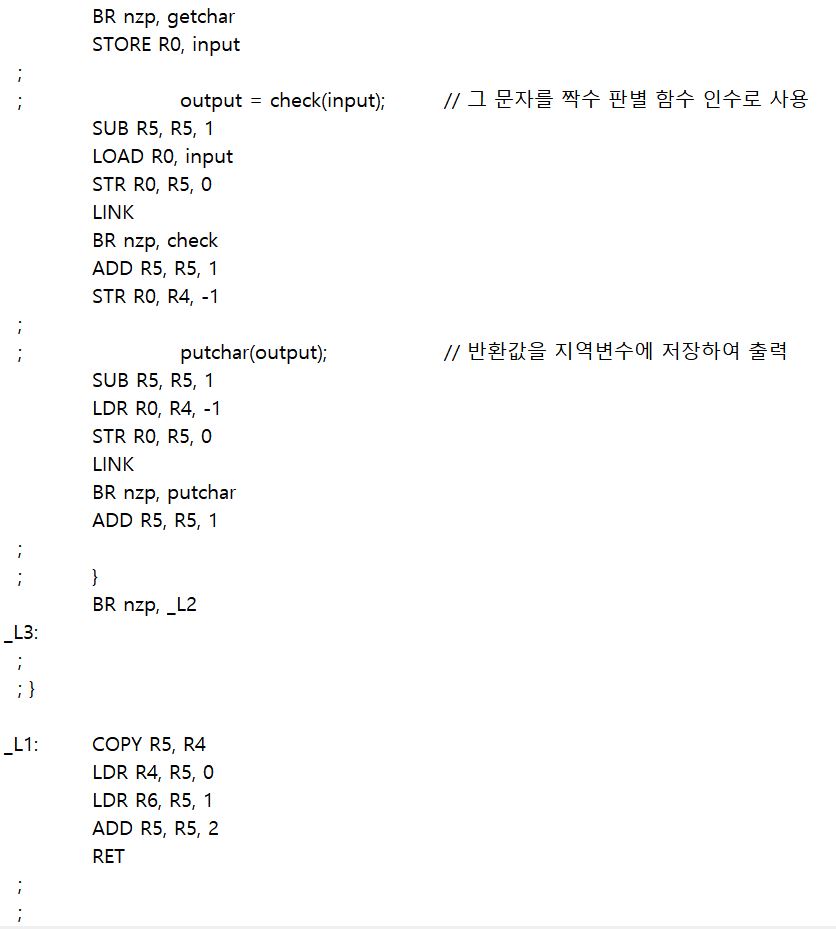 BR nzp, getchar
STORE R0, input
;
; output = check(input); // 그 문자를 짝수 판별 함수 인수로 사용
SUB R5, R5, 1
LOAD R0, input
STR R0, R5, 0
LINK
BR nzp, check
ADD R5, R5, 1
STR R0, R4, -1
;
; putchar(output); // 반환값을 지역변수에 저장하여 출력
SUB R5, R5, 1
LDR R0, R4, -1
STR R0, R5, 0
LINK
BR nzp, putchar
ADD R5, R5, 1
;
; }
BR nzp, _L2
_L3:
;
; }
_L1: COPY R5, R4
LDR R4, R5, 0
LDR R6, R5, 1
ADD R5, R5, 2
RET
;
;